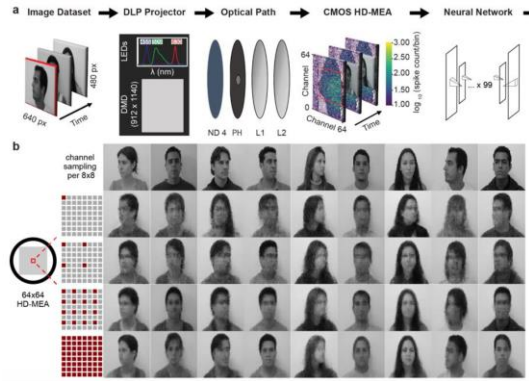 a
Image Dataset
DLP Projector
Optical Path
CMOS HD-MEA
Neural Network
480 px
640 px
Time
LEDs
λ (nm)
DMD
(912 x 1140)
ND 4
PH
L1
L2
64
Channel
Channel 64
Time
3.00
2.50
2.00
1.50
1.00
log₁₀ (spike count/bin)
... x 99
b
channel
sampling
per 8x8
64x64
HD-MEA